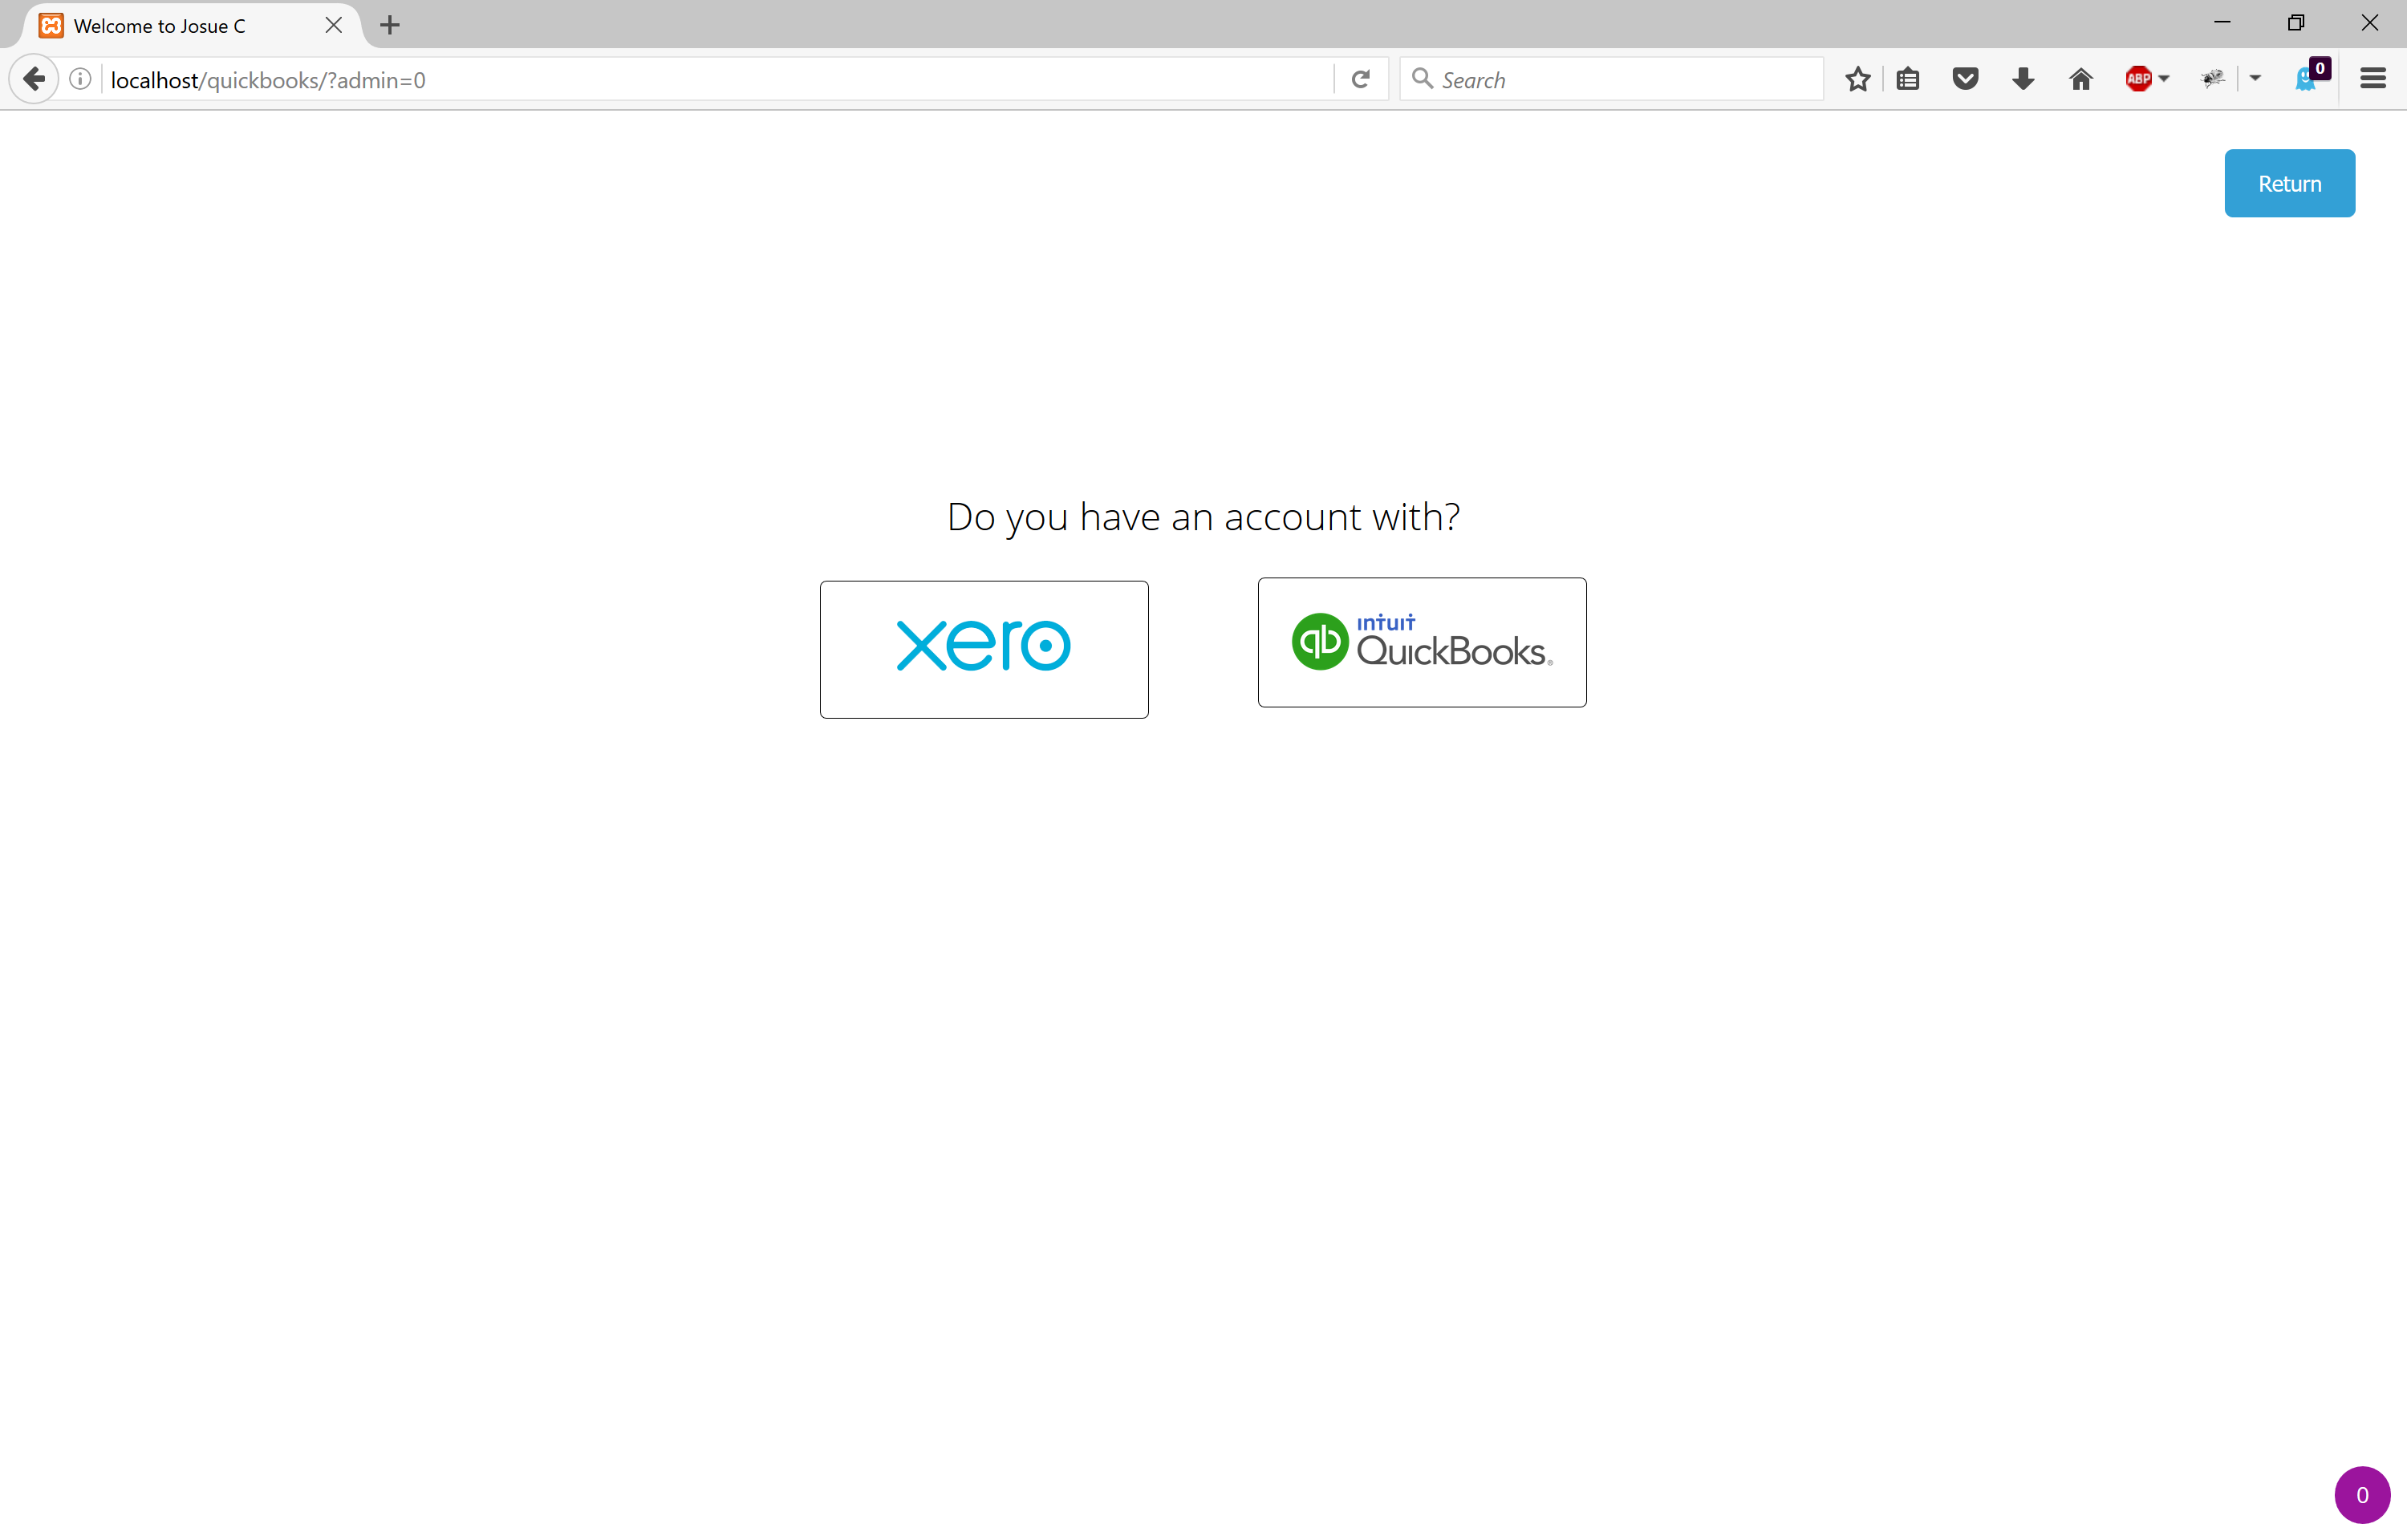 Welcome to Josue C
localhost/quickbooks/?admin=0
Search
ABP
0
Return
Do you have an account with?
xero
qb
intuit
QuickBooks®
0